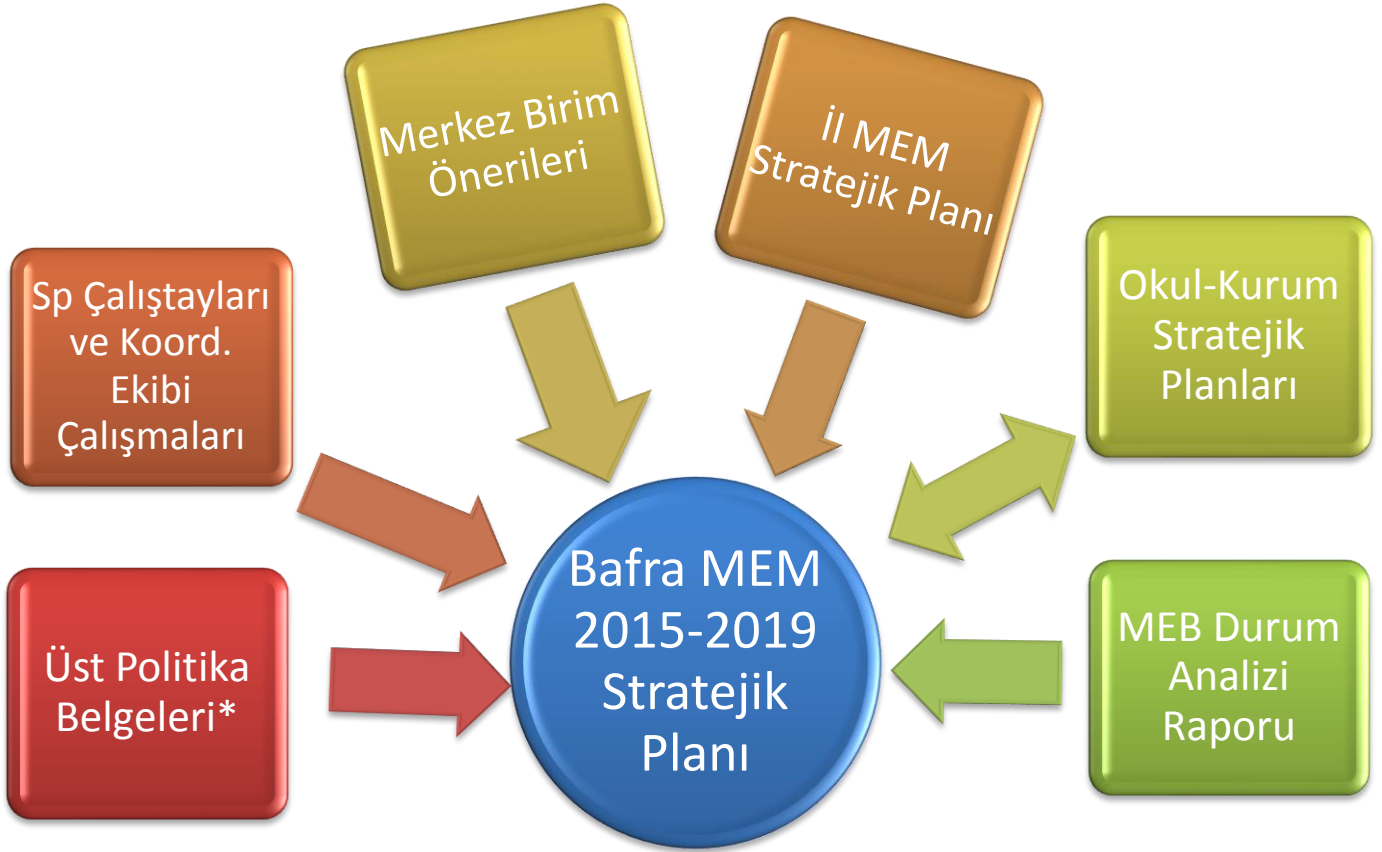 Merkez Birim
Önerileri
İl MEM
Stratejik Planı
Sp Çalıştayları
ve Koord.
Ekibi
Çalışmaları
Okul-Kurum
Stratejik
Planları
Üst Politika
Belgeleri*
Bafra MEM
2015-2019
Stratejik
Planı
MEB Durum
Analizi
Raporu